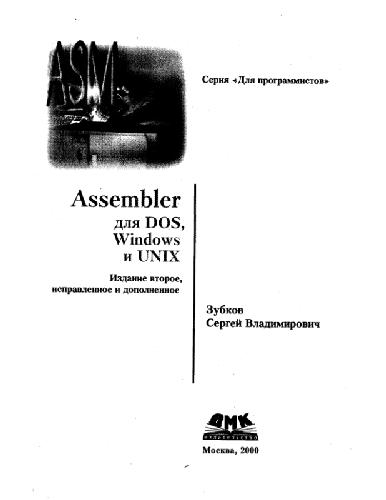 ASM
Серия «Для программистов»
Assembler
для DOS,
Windows
и UNIX
Издание второе,
исправленное и дополненное
Зубков
Сергей Владимирович
ДМК
ИЗДАТЕЛЬСТВО
Москва, 2000